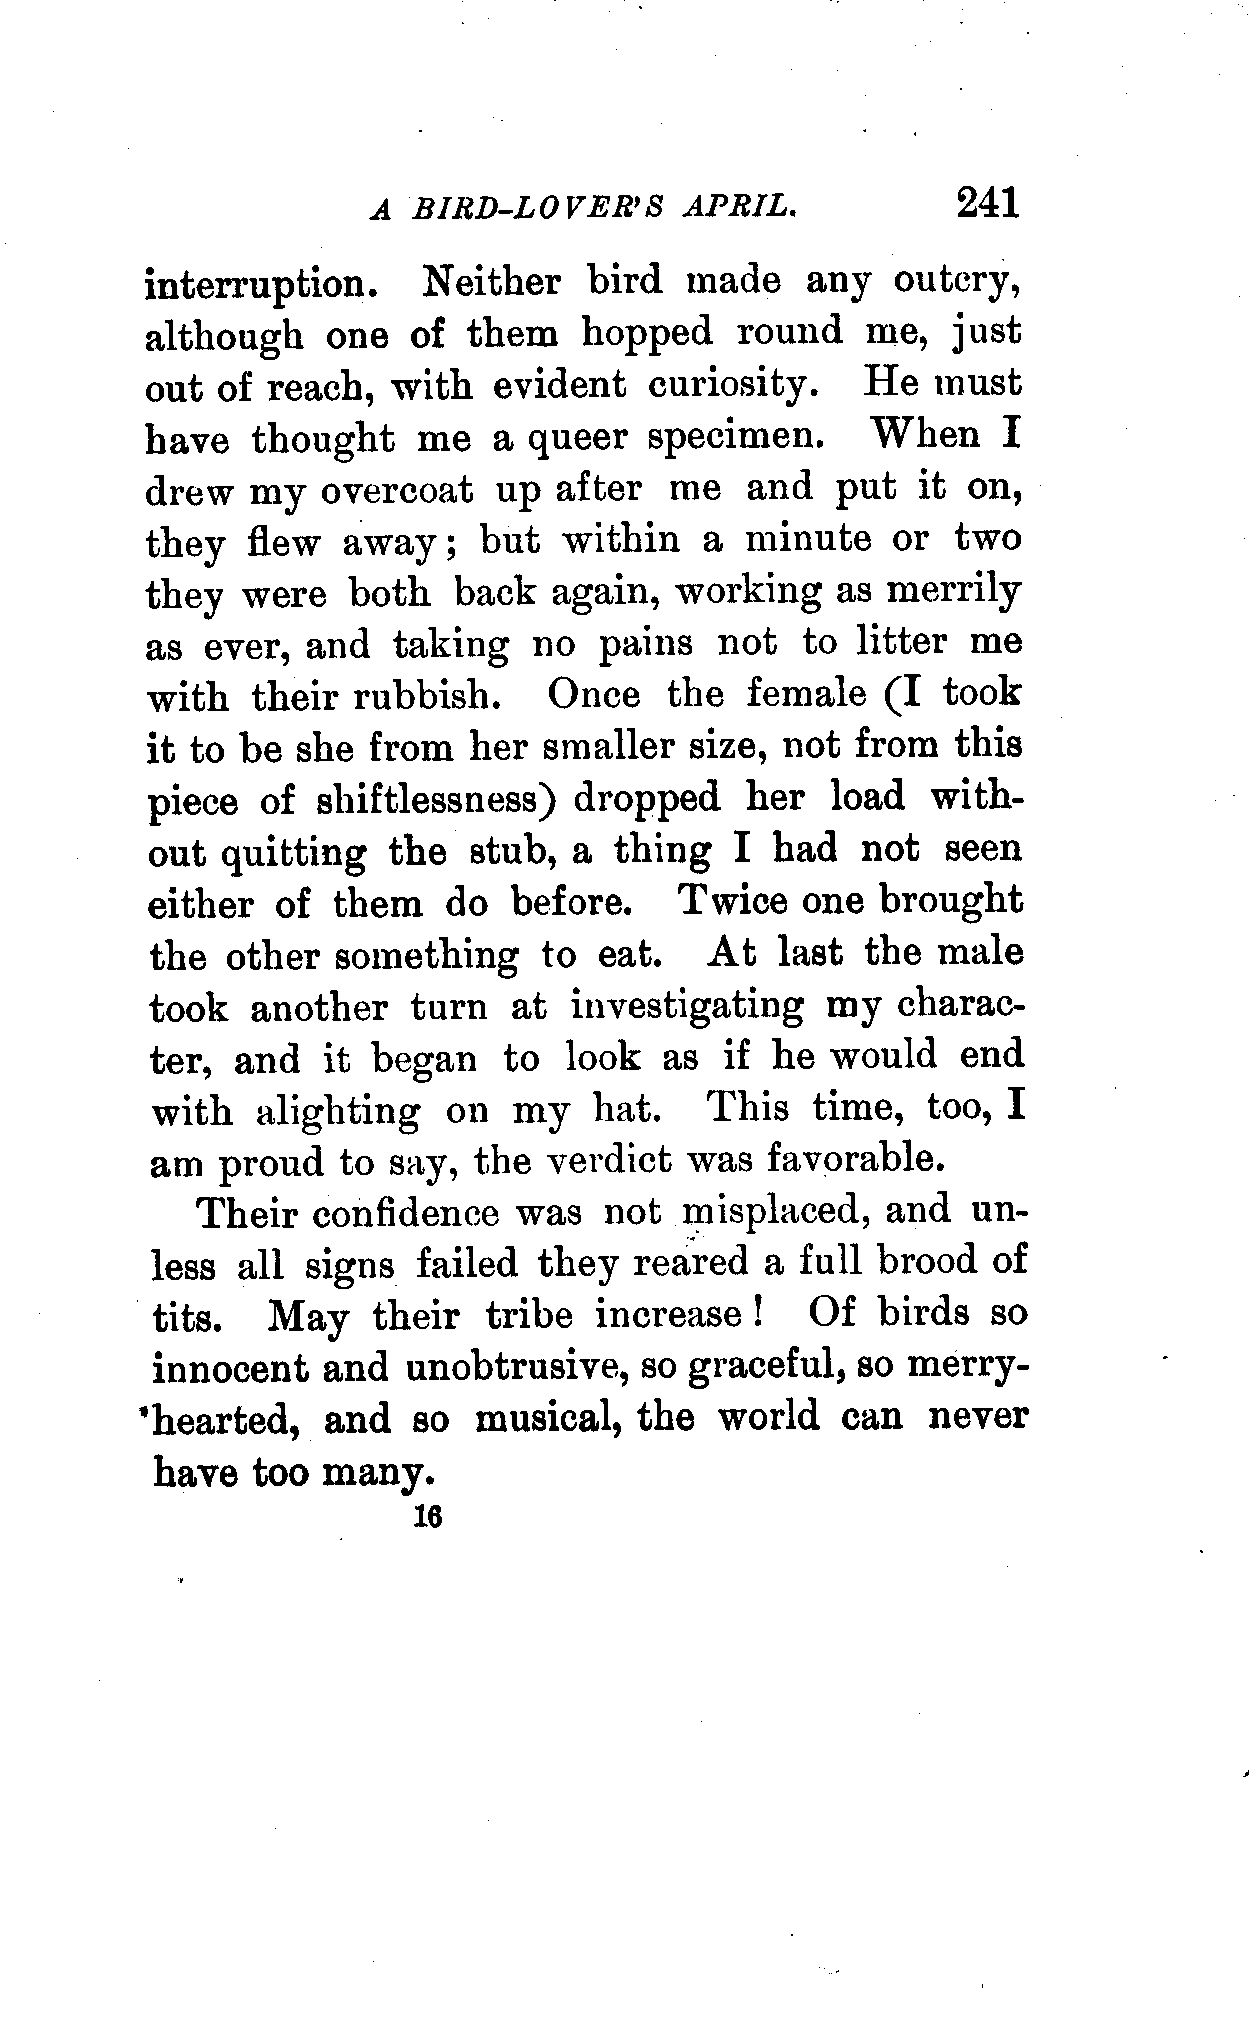 A BIRD-LOVER'S APRIL. 241
interruption. Neither bird made any outcry,
although one of them hopped round me, just
out of reach, with evident curiosity. He must
have thought me a queer specimen. When I
drew my overcoat up after me and put it on,
they flew away; but within a minute or two
they were both back again, working as merrily
as ever, and taking no pains not to litter me
with their rubbish. Once the female (I took
it to be she from her smaller size, not from this
piece of shiftlessness) dropped her load with-
out quitting the stub, a thing I had not seen
either of them do before. Twice one brought
the other something to eat. At last the male
took another turn at investigating my charac-
ter, and it began to look as if he would end
with alighting on my hat. This time, too, I
am proud to say, the verdict was favorable.
Their confidence was not misplaced, and un-
less all signs failed they reared a full brood of
tits. May their tribe increase! Of birds so
innocent and unobtrusive, so graceful, so merry-
hearted, and so musical, the world can never
have too many.
16